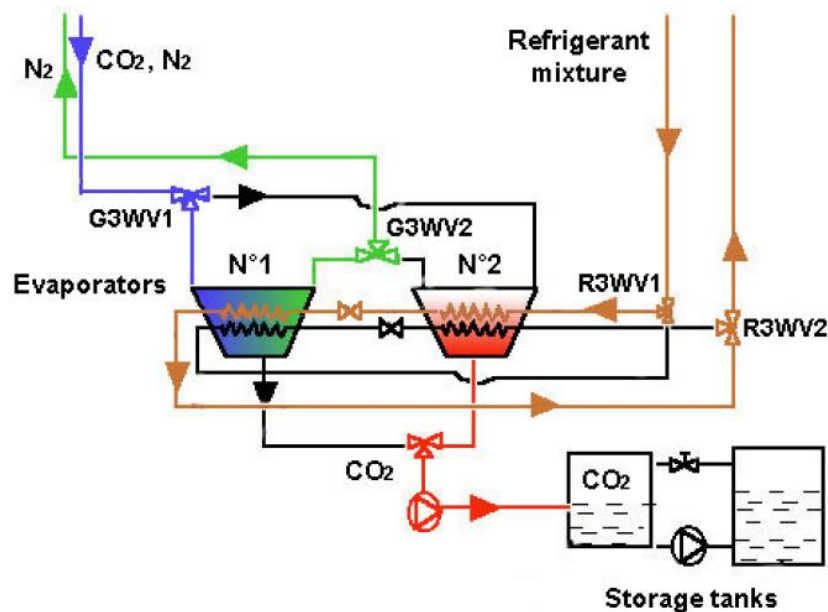 N₂
CO₂, N₂
Refrigerant
mixture
G3WV1
G3WV2
Evaporators
N°1
N°2
R3WV1
R3WV2
CO₂
CO₂
Storage tanks